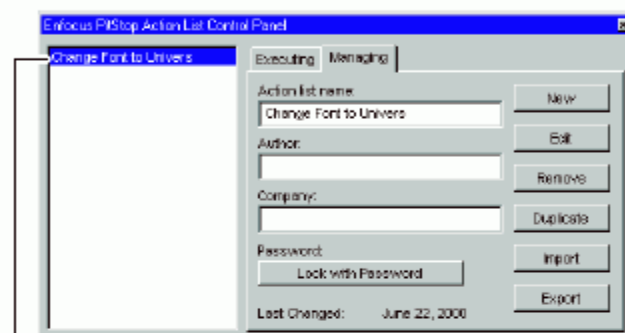 Enfocus PitStop Action List Control Panel
Change Font to Univers
Executing Managing
Action list name:
Change Font to Univers
Author:
Company:
Password:
Lock with Password
Last Changed: June 22, 2000
New
Edit
Remove
Duplicate
Import
Export